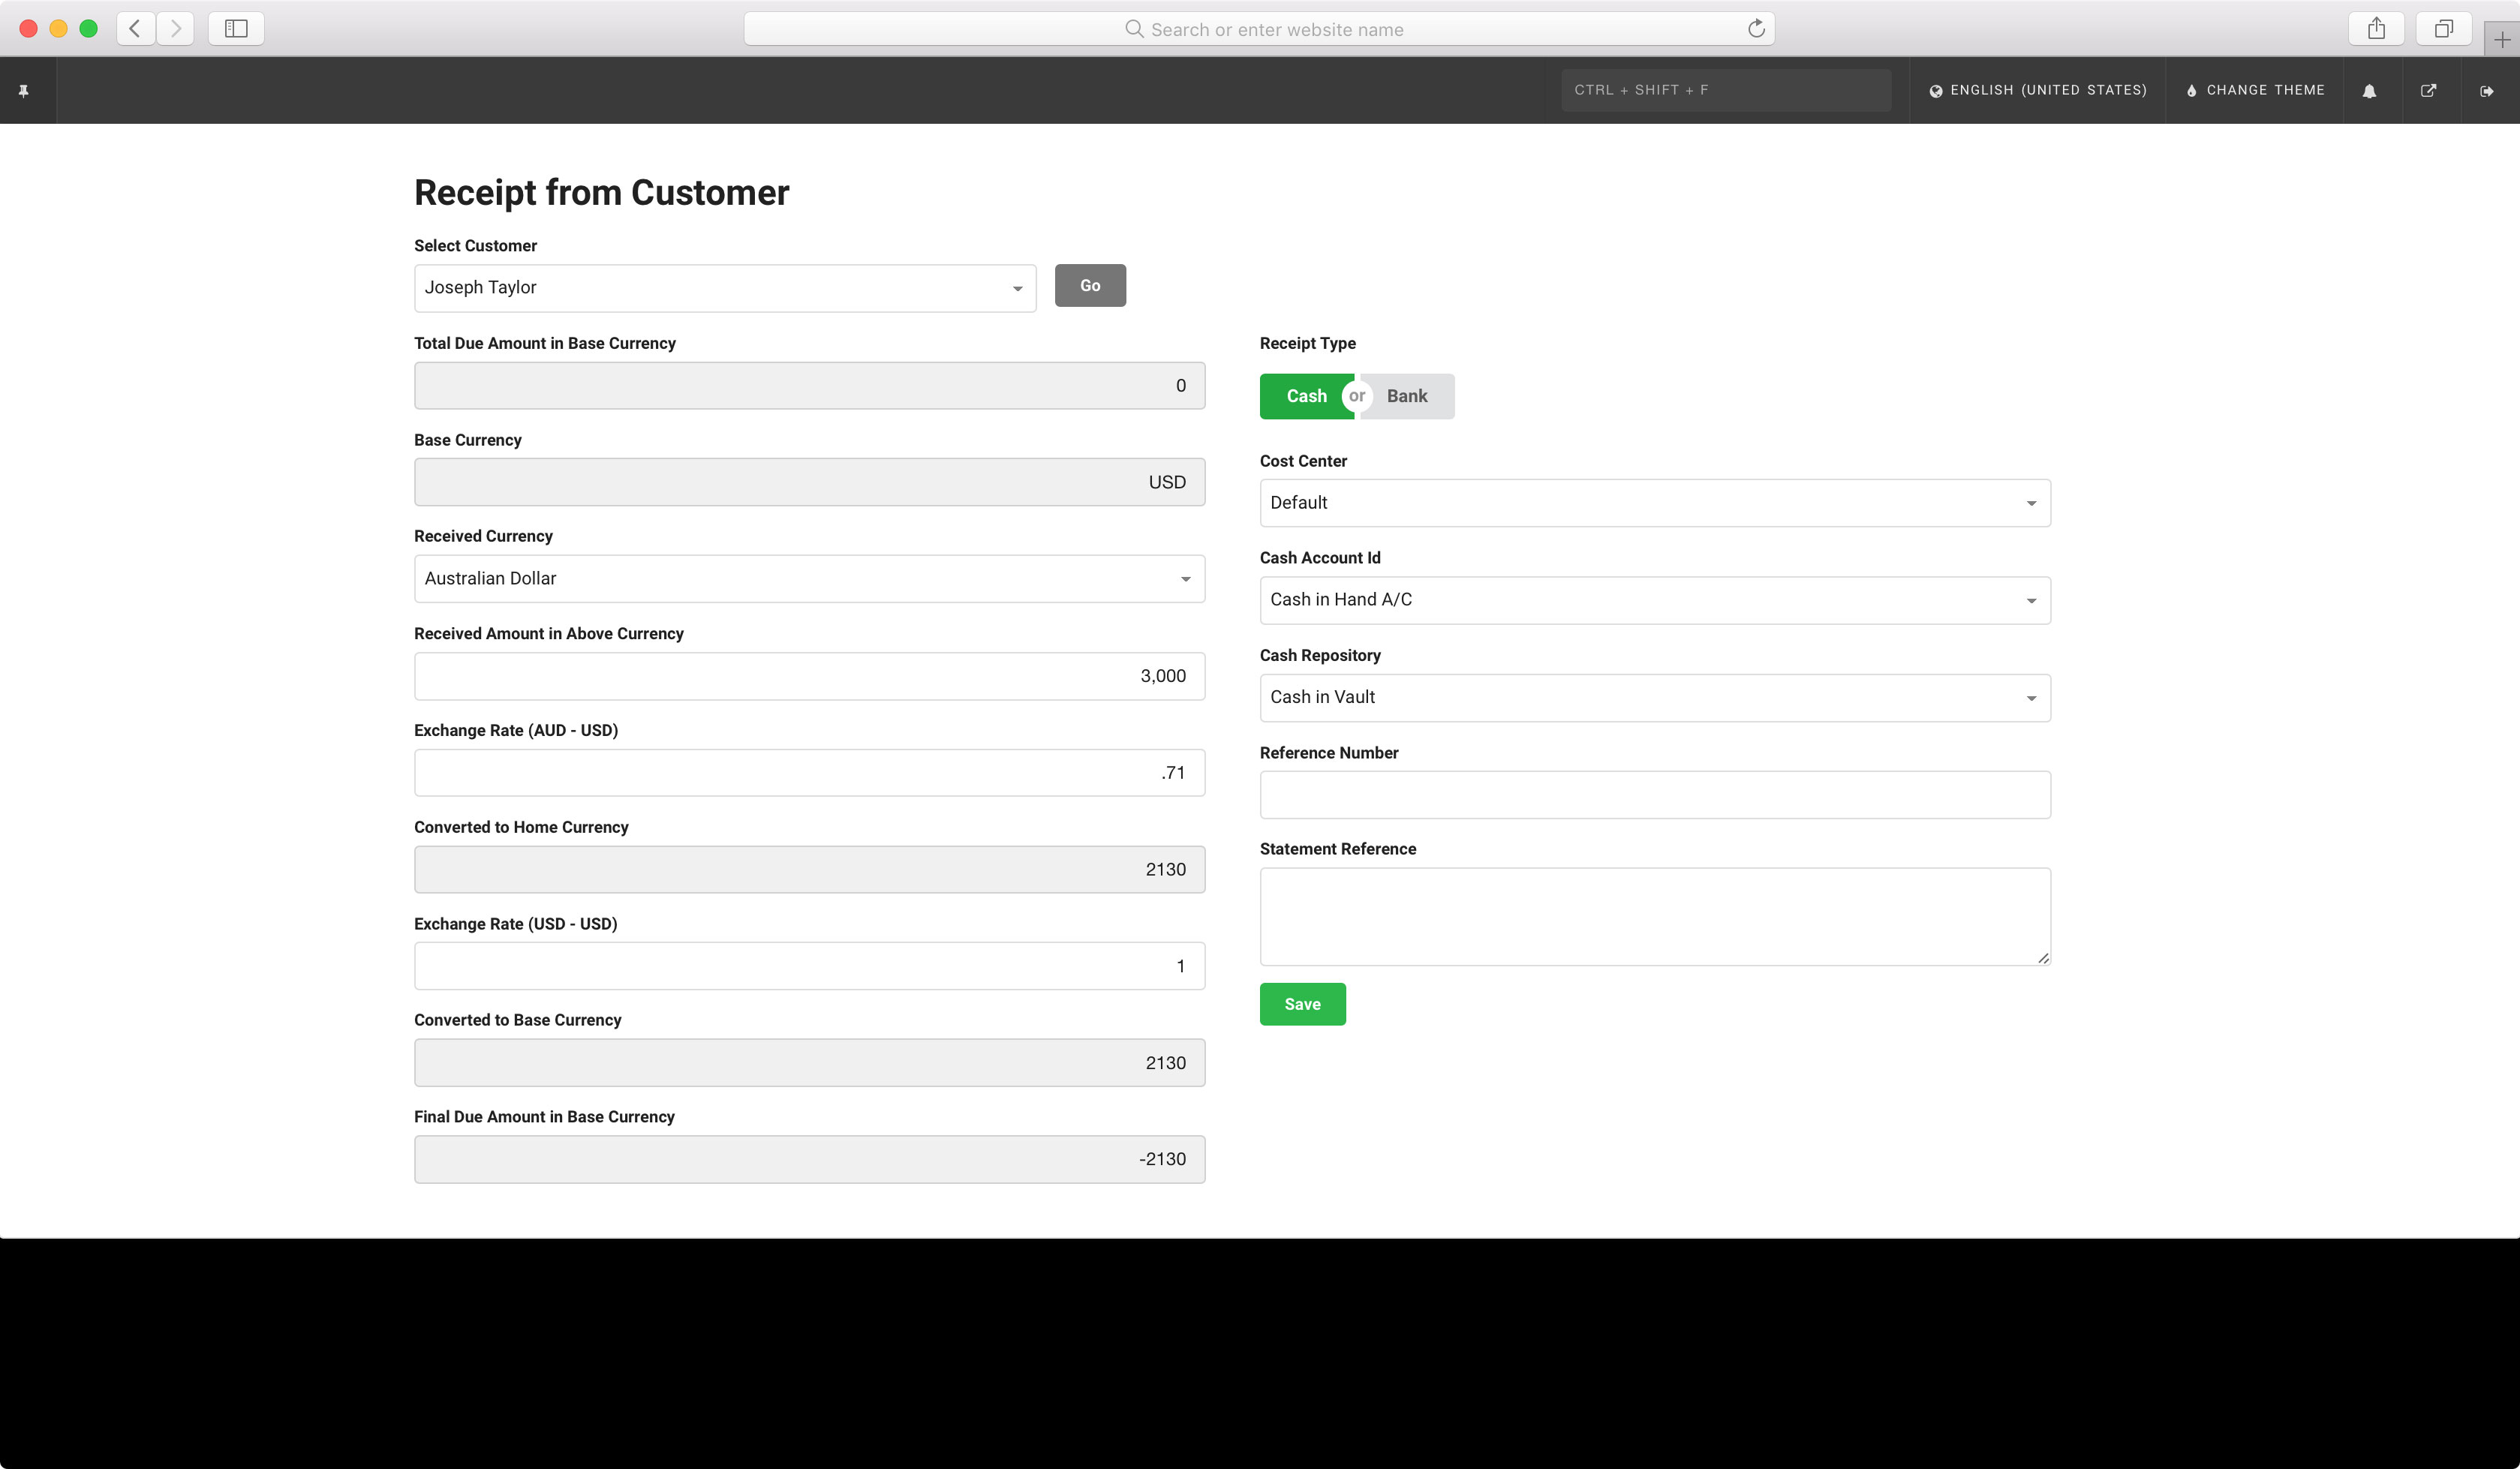 Search or enter website name
CTRL + SHIFT + F
ENGLISH (UNITED STATES)
CHANGE THEME
Receipt from Customer
Select Customer
Joseph Taylor
Go
Total Due Amount in Base Currency
0
Base Currency
USD
Received Currency
Australian Dollar
Received Amount in Above Currency
3,000
Exchange Rate (AUD - USD)
.71
Converted to Home Currency
2130
Exchange Rate (USD - USD)
1
Converted to Base Currency
2130
Final Due Amount in Base Currency
-2130
Receipt Type
Cash or Bank
Cost Center
Default
Cash Account Id
Cash in Hand A/C
Cash Repository
Cash in Vault
Reference Number
Statement Reference
Save